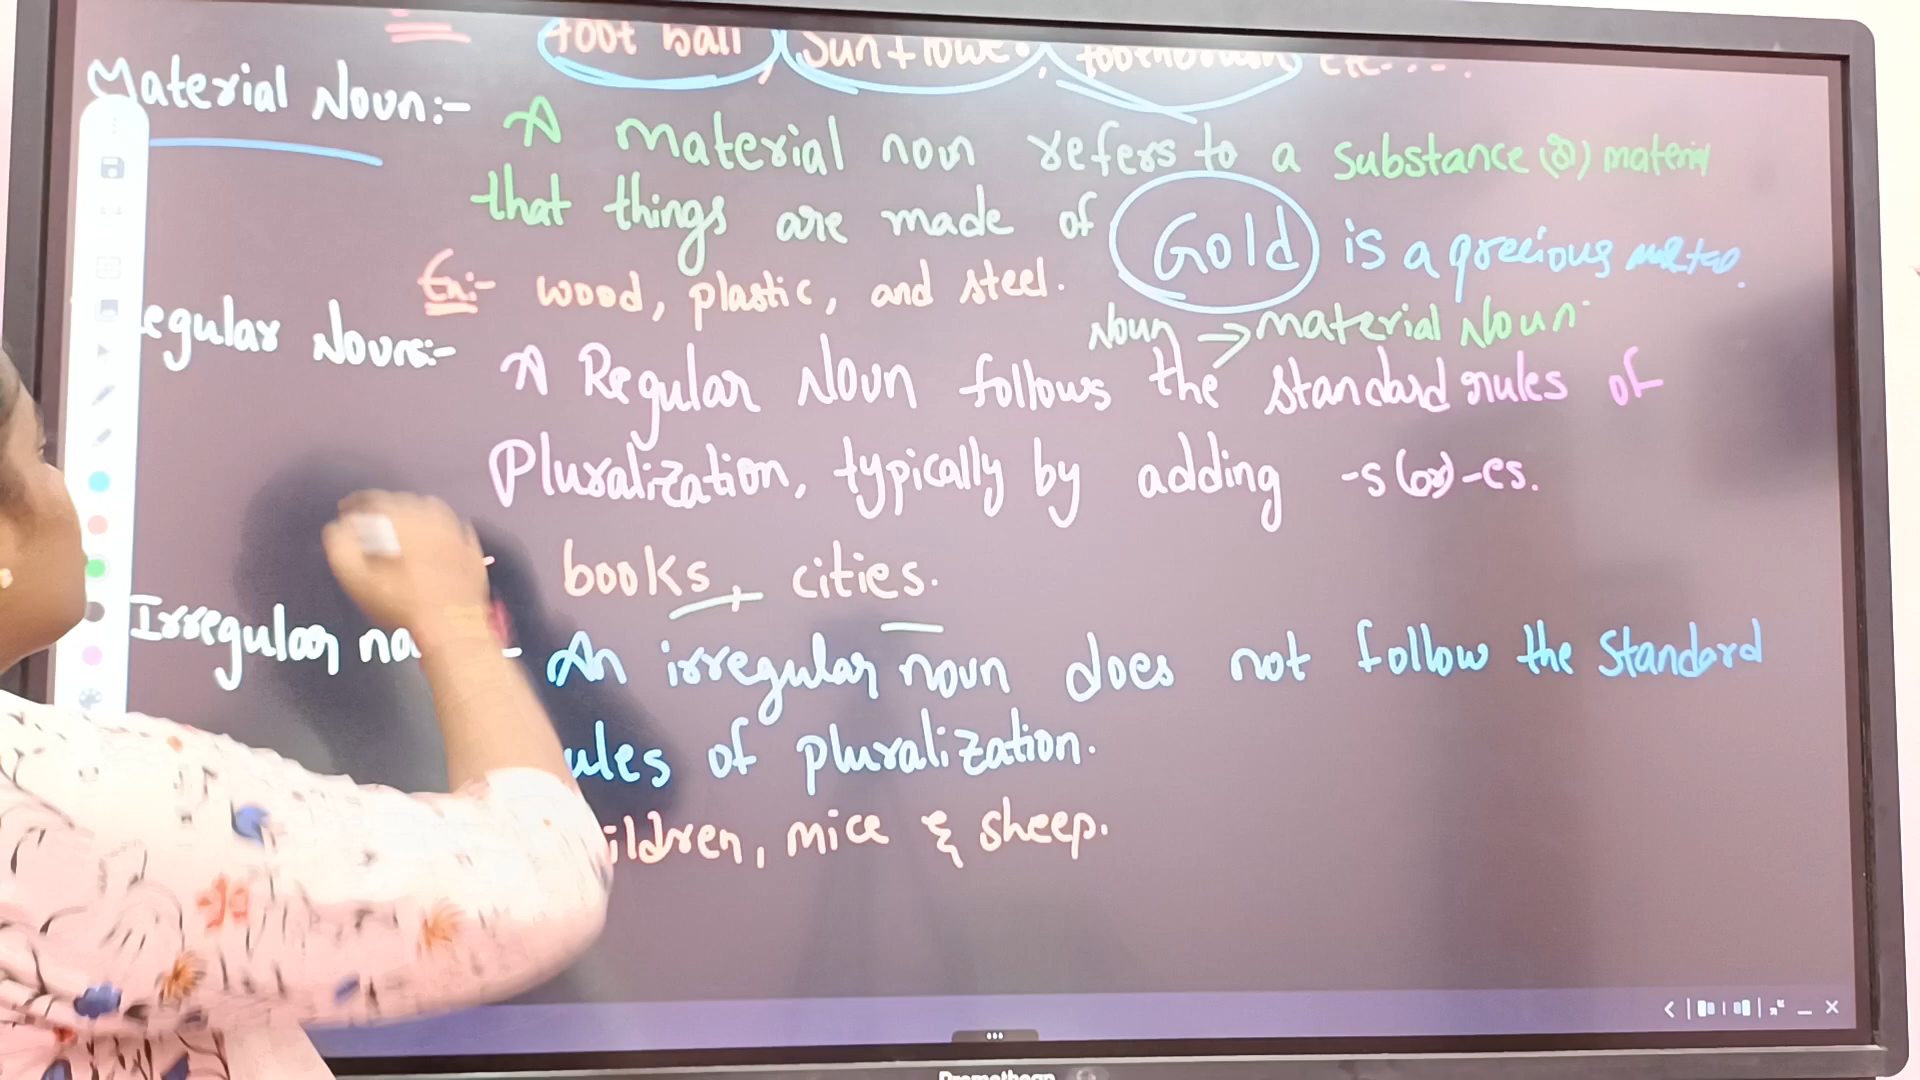 foot ball, Sunflower, toothbrush etc....
Material Noun:- A material noun refers to a substance (or) material
that things are made of Gold is a precious metal.
Ex:- wood, plastic, and steel.
Noun → material Noun
egular Nouns:- A Regular Noun follows the standard rules of
Pluralization, typically by adding -s (or) -es.
books, cities.
Irregular no :- An irregular noun does not follow the standard
ules of pluralization.
ildren, mice & sheep.
Promethean